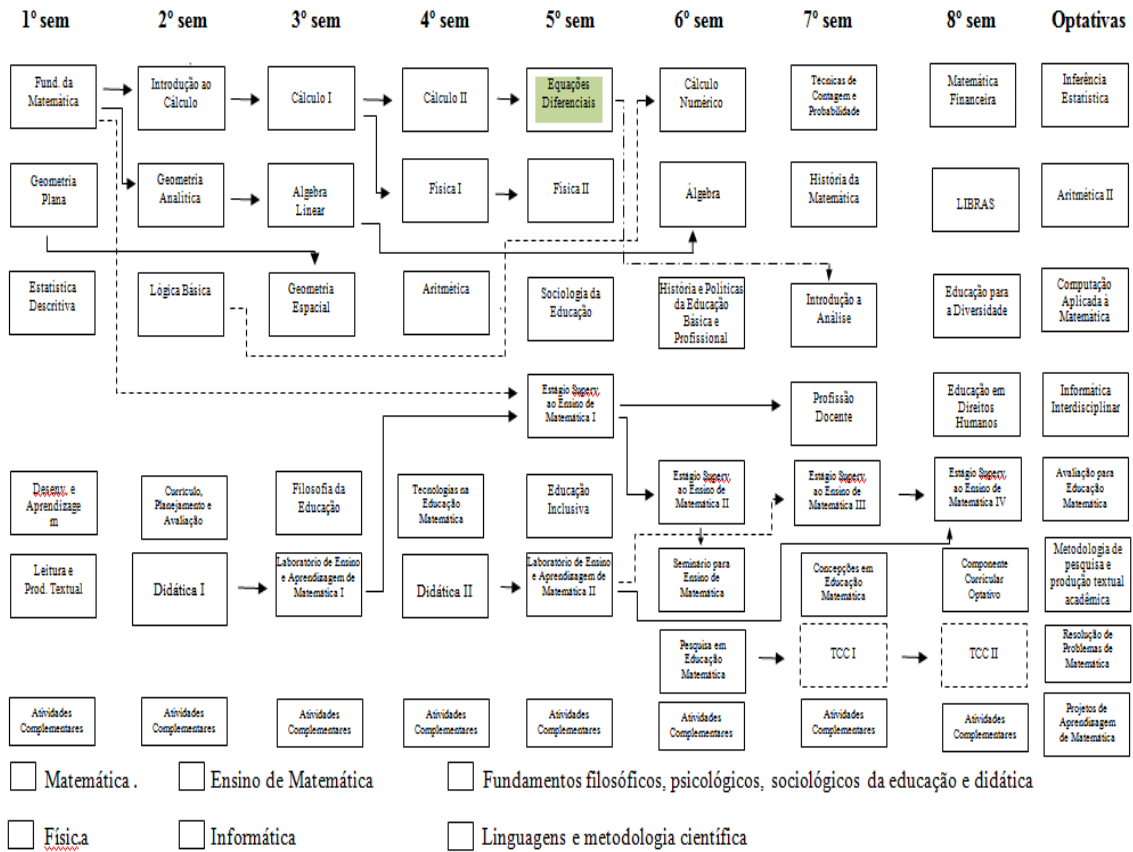 1º sem
2º sem
3º sem
4º sem
5º sem
6º sem
7º sem
8º sem
Optativas
Fund. da
Matemática
Introdução ao
Cálculo
Cálculo I
Cálculo II
Equações
Diferenciais
Cálculo
Numérico
Técnicas de
Contagem e
Probabilidade
Matemática
Financeira
Inferência
Estatística
Geometria
Plana
Geometria
Analítica
Álgebra
Linear
Física I
Física II
Álgebra
História da
Matemática
LIBRAS
Aritmética II
Estatística
Descritiva
Lógica Básica
Geometria
Espacial
Aritmética
Sociologia da
Educação
História e Políticas
da Educação
Básica e
Profissional
Introdução a
Análise
Educação para
a Diversidade
Computação
Aplicada à
Matemática
Estágio Superv.
ao Ensino de
Matemática I
Profissão
Docente
Educação em
Direitos
Humanos
Informática
Interdisciplinar
Desenv. e
Aprendizage
m
Currículo,
Planejamento e
Avaliação
Filosofia da
Educação
Tecnologias na
Educação
Matemática
Educação
Inclusiva
Estágio Superv.
ao Ensino de
Matemática II
Estágio Superv.
ao Ensino de
Matemática III
Estágio Superv.
ao Ensino de
Matemática IV
Avaliação para
Educação
Matemática
Leitura e
Prod. Textual
Didática I
Laboratório de Ensino
e Aprendizagem de
Matemática I
Didática II
Laboratório de Ensino
e Aprendizagem de
Matemática II
Seminário para
Ensino de
Matemática
Concepções em
Educação
Matemática
Componente
Curricular
Optativo
Metodologia de
pesquisa e
produção textual
acadêmica
Pesquisa em
Educação
Matemática
TCC I
TCC II
Resolução de
Problemas de
Matemática
Atividades
Complementares
Atividades
Complementares
Atividades
Complementares
Atividades
Complementares
Atividades
Complementares
Atividades
Complementares
Atividades
Complementares
Atividades
Complementares
Projetos de
Aprendizagem
de Matemática
Matemática .
Ensino de Matemática
Fundamentos filosóficos, psicológicos, sociológicos da educação e didática
Físic.a
Informática
Linguagens e metodologia científica